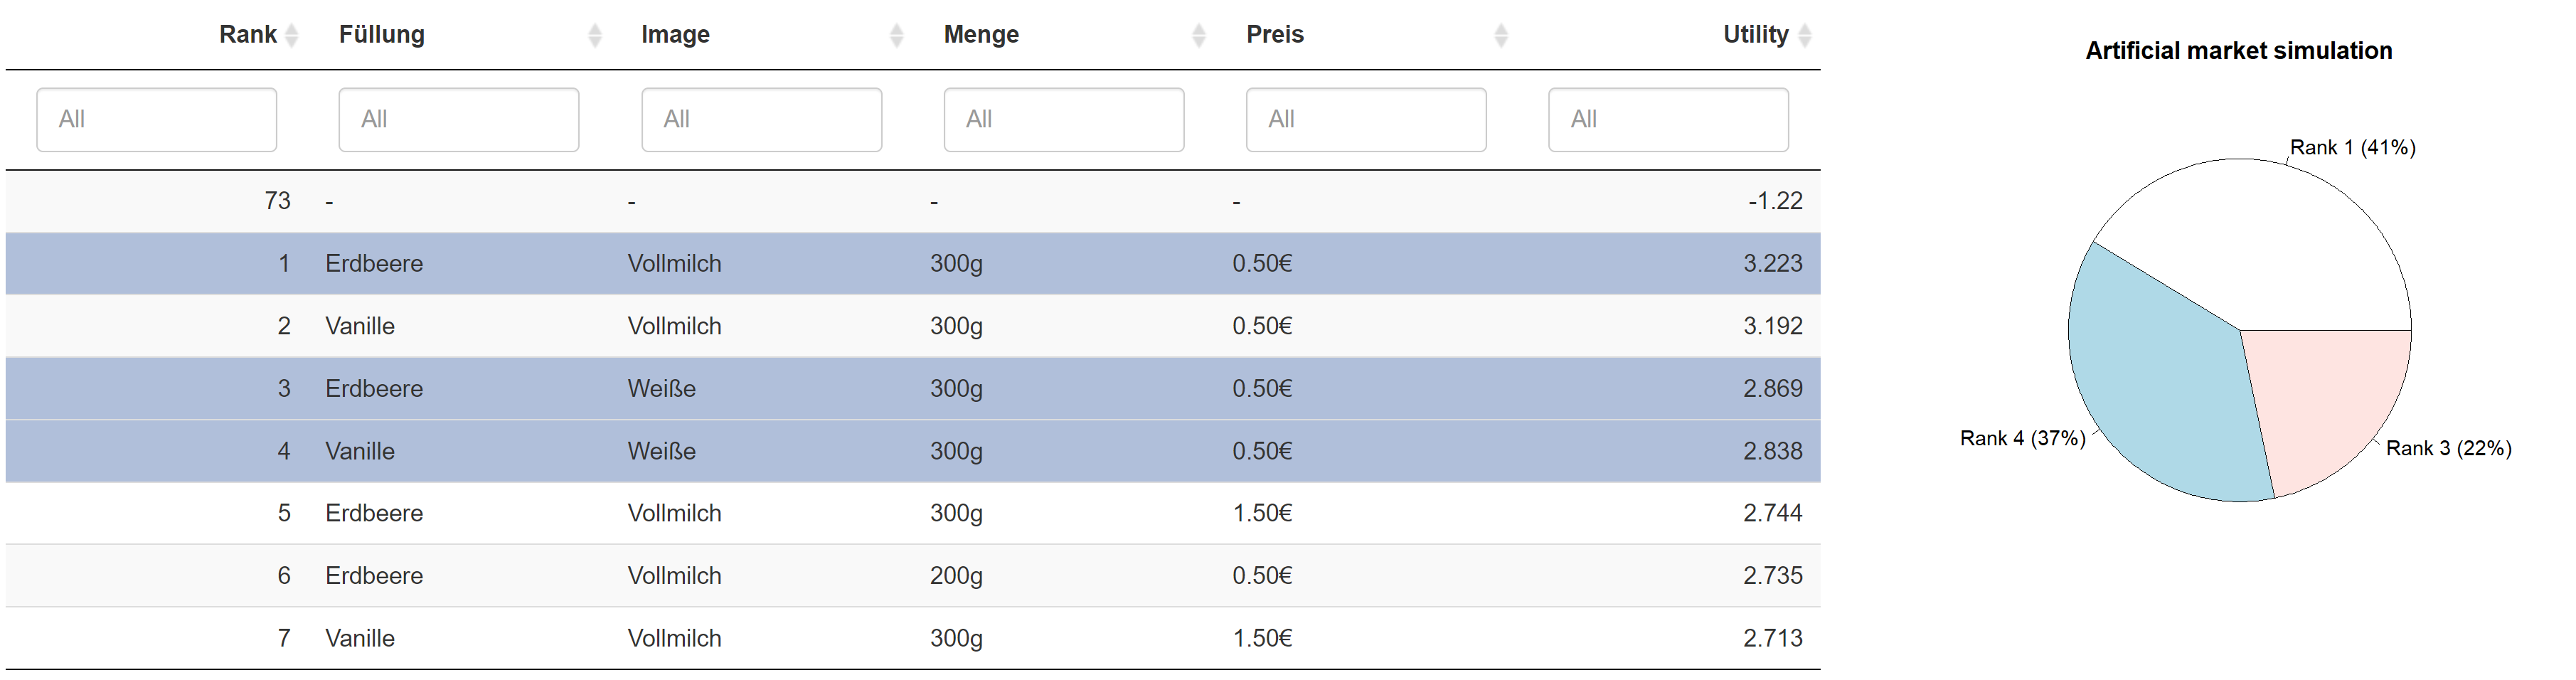 Rank Füllung Image Menge Preis Utility
All All All All All All
73 - - - - -1.22
1 Erdbeere Vollmilch 300g 0.50€ 3.223
2 Vanille Vollmilch 300g 0.50€ 3.192
3 Erdbeere Weiße 300g 0.50€ 2.869
4 Vanille Weiße 300g 0.50€ 2.838
5 Erdbeere Vollmilch 300g 1.50€ 2.744
6 Erdbeere Vollmilch 200g 0.50€ 2.735
7 Vanille Vollmilch 300g 1.50€ 2.713
Artificial market simulation
Rank 1 (41%)
Rank 4 (37%)
Rank 3 (22%)